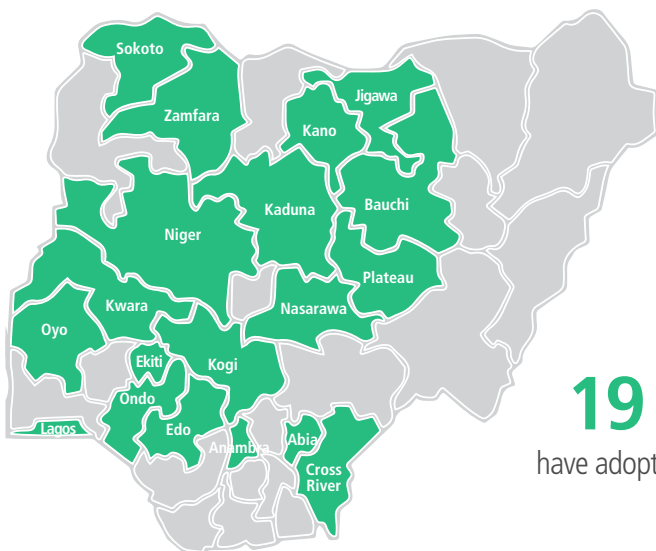 Sokoto
Zamfara
Jigawa
Kano
Kaduna
Bauchi
Niger
Plateau
Kwara
Nasarawa
Oyo
Ekiti
Kogi
Ondo
Edo
Lagos
Anambra
Abia
Cross
River
19
have adopt